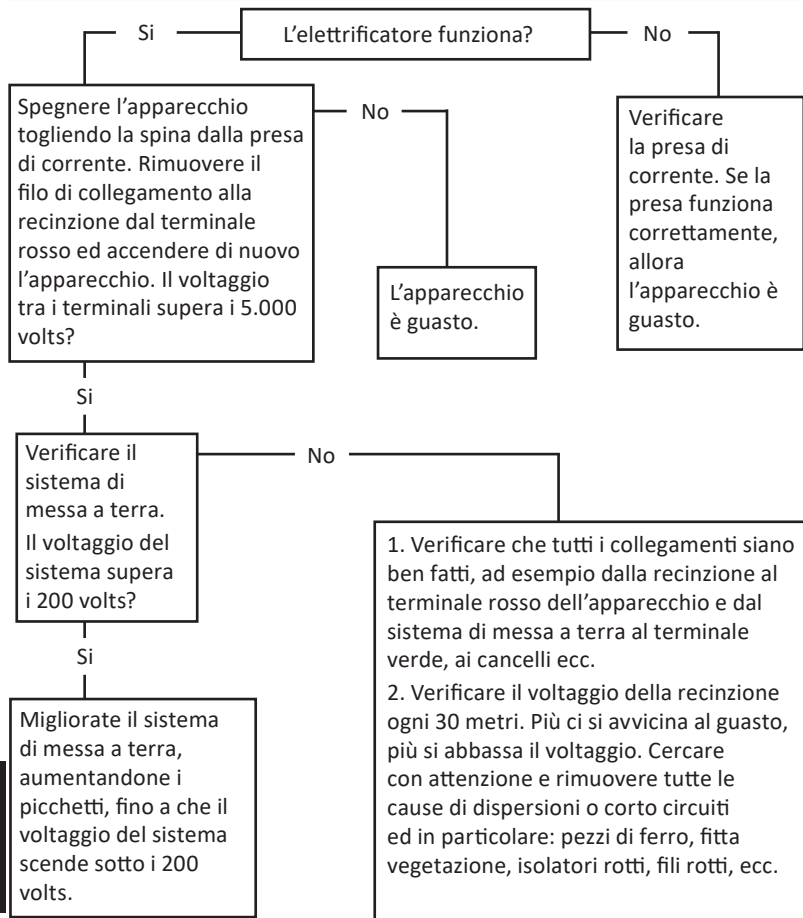 Si
L'elettrificatore funziona?
No
Spegnere l'apparecchio
togliendo la spina dalla presa
di corrente. Rimuovere il
filo di collegamento alla
recinzione dal terminale
rosso ed accendere di nuovo
l'apparecchio. Il voltaggio
tra i terminali supera i 5.000
volts?
No
L'apparecchio
è guasto.
Verificare
la presa di
corrente. Se la
presa funziona
correttamente,
allora
l'apparecchio è
guasto.
Si
Verificare il
sistema di
messa a terra.
Il voltaggio del
sistema supera
i 200 volts?
No
1. Verificare che tutti i collegamenti siano
ben fatti, ad esempio dalla recinzione al
terminale rosso dell'apparecchio e dal
sistema di messa a terra al terminale
verde, ai cancelli ecc.
2. Verificare il voltaggio della recinzione
ogni 30 metri. Più ci si avvicina al guasto,
più si abbassa il voltaggio. Cercare
con attenzione e rimuovere tutte le
cause di dispersioni o corto circuiti
ed in particolare: pezzi di ferro, fitta
vegetazione, isolatori rotti, fili rotti, ecc.
Si
Migliorate il sistema
di messa a terra,
aumentandone i
picchetti, fino a che il
voltaggio del sistema
scende sotto i 200
volts.